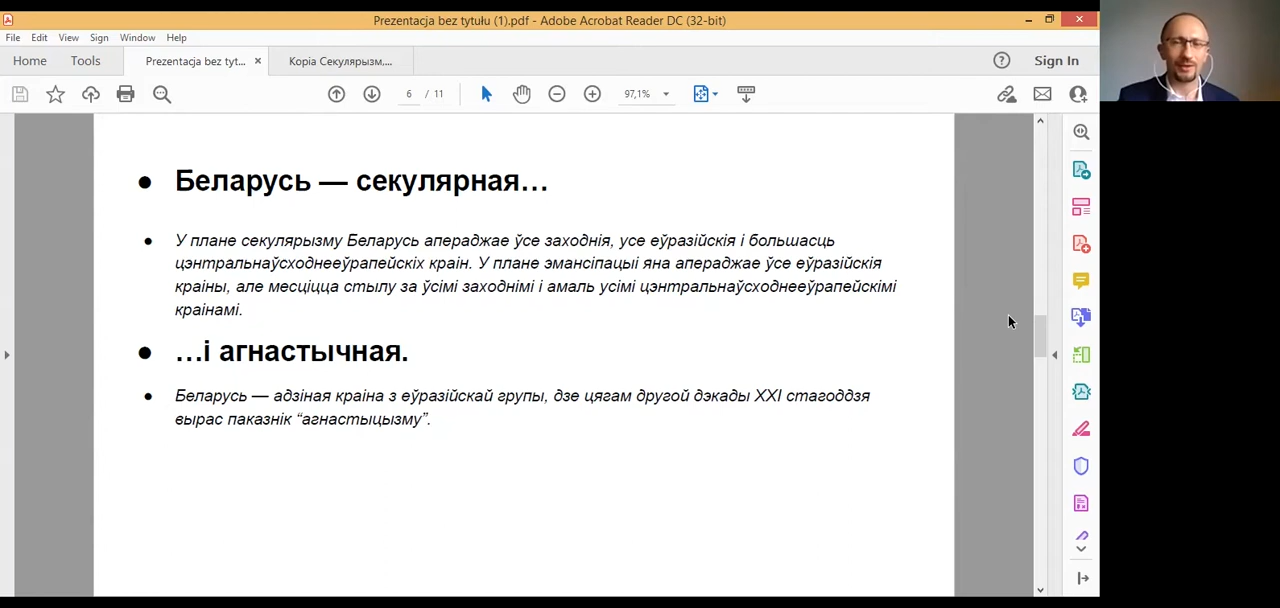 Prezentacja bez tytułu (1).pdf - Adobe Acrobat Reader DC (32-bit)
File Edit View Sign Window Help
Home Tools Prezentacja bez tyt... × Копія Секулярызм,... Sign In
6 / 11 97,1%
● Беларусь — секулярная…
● У плане секулярызму Беларусь апераджае ўсе заходнія, усе еўразійскія і большасць
цэнтральнаўсходнееўрапейскіх краін. У плане эмансіпацыі яна апераджае ўсе еўразійскія
краіны, але месціцца стылу за ўсімі заходнімі і амаль усімі цэнтральнаўсходнееўрапейскімі
краінамі.
● …і агнастычная.
● Беларусь — адзіная краіна з еўразійскай групы, дзе цягам другой дэкады XXI стагоддзя
вырас паказнік “агнастыцызму”.